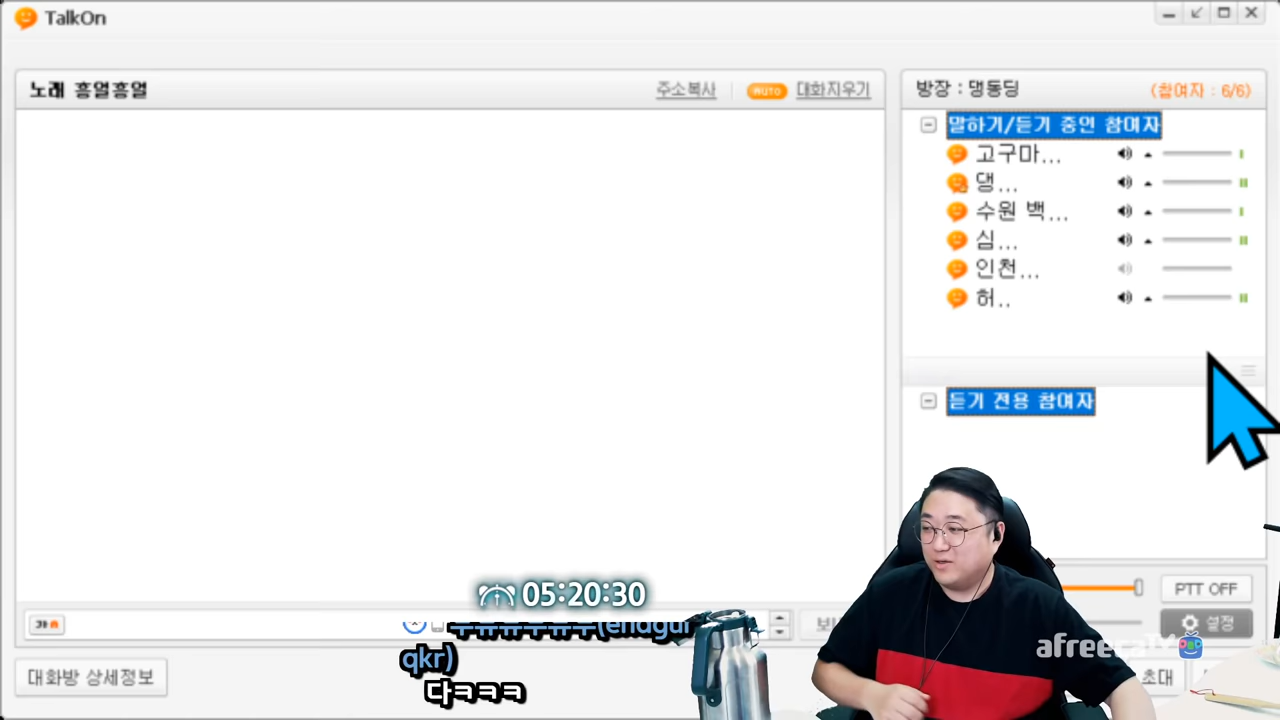 TalkOn
노래 흥얼흥얼
주소복사
AUTO
대화지우기
방장 : 댕동딩
(참여자 : 6/6)
말하기/듣기 중인 참여자
고구마...
댕...
수원 백...
심...
인천...
허..
듣기 전용 참여자
05:20:30
PTT OFF
설정
가
qkr)
다ㅋㅋㅋ
afreecaTV
대화방 상세정보
초대